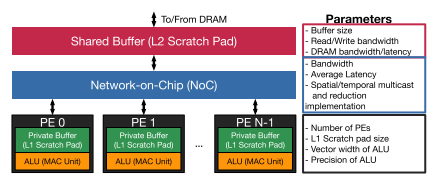 To/From DRAM
Parameters
Shared Buffer (L2 Scratch Pad)
- Buffer size
- Read/Write bandwidth
- DRAM bandwidth/latency
Network-on-Chip (NoC)
- Bandwidth
- Average Latency
- Spatial/temporal multicast
and reduction
implementation
PE 0
Private Buffer
(L1 Scratch Pad)
ALU (MAC Unit)
PE 1
Private Buffer
(L1 Scratch Pad)
ALU (MAC Unit)
...
PE N-1
Private Buffer
(L1 Scratch Pad)
ALU (MAC Unit)
- Number of PEs
- L1 Scratch pad size
- Vector width of ALU
- Precision of ALU